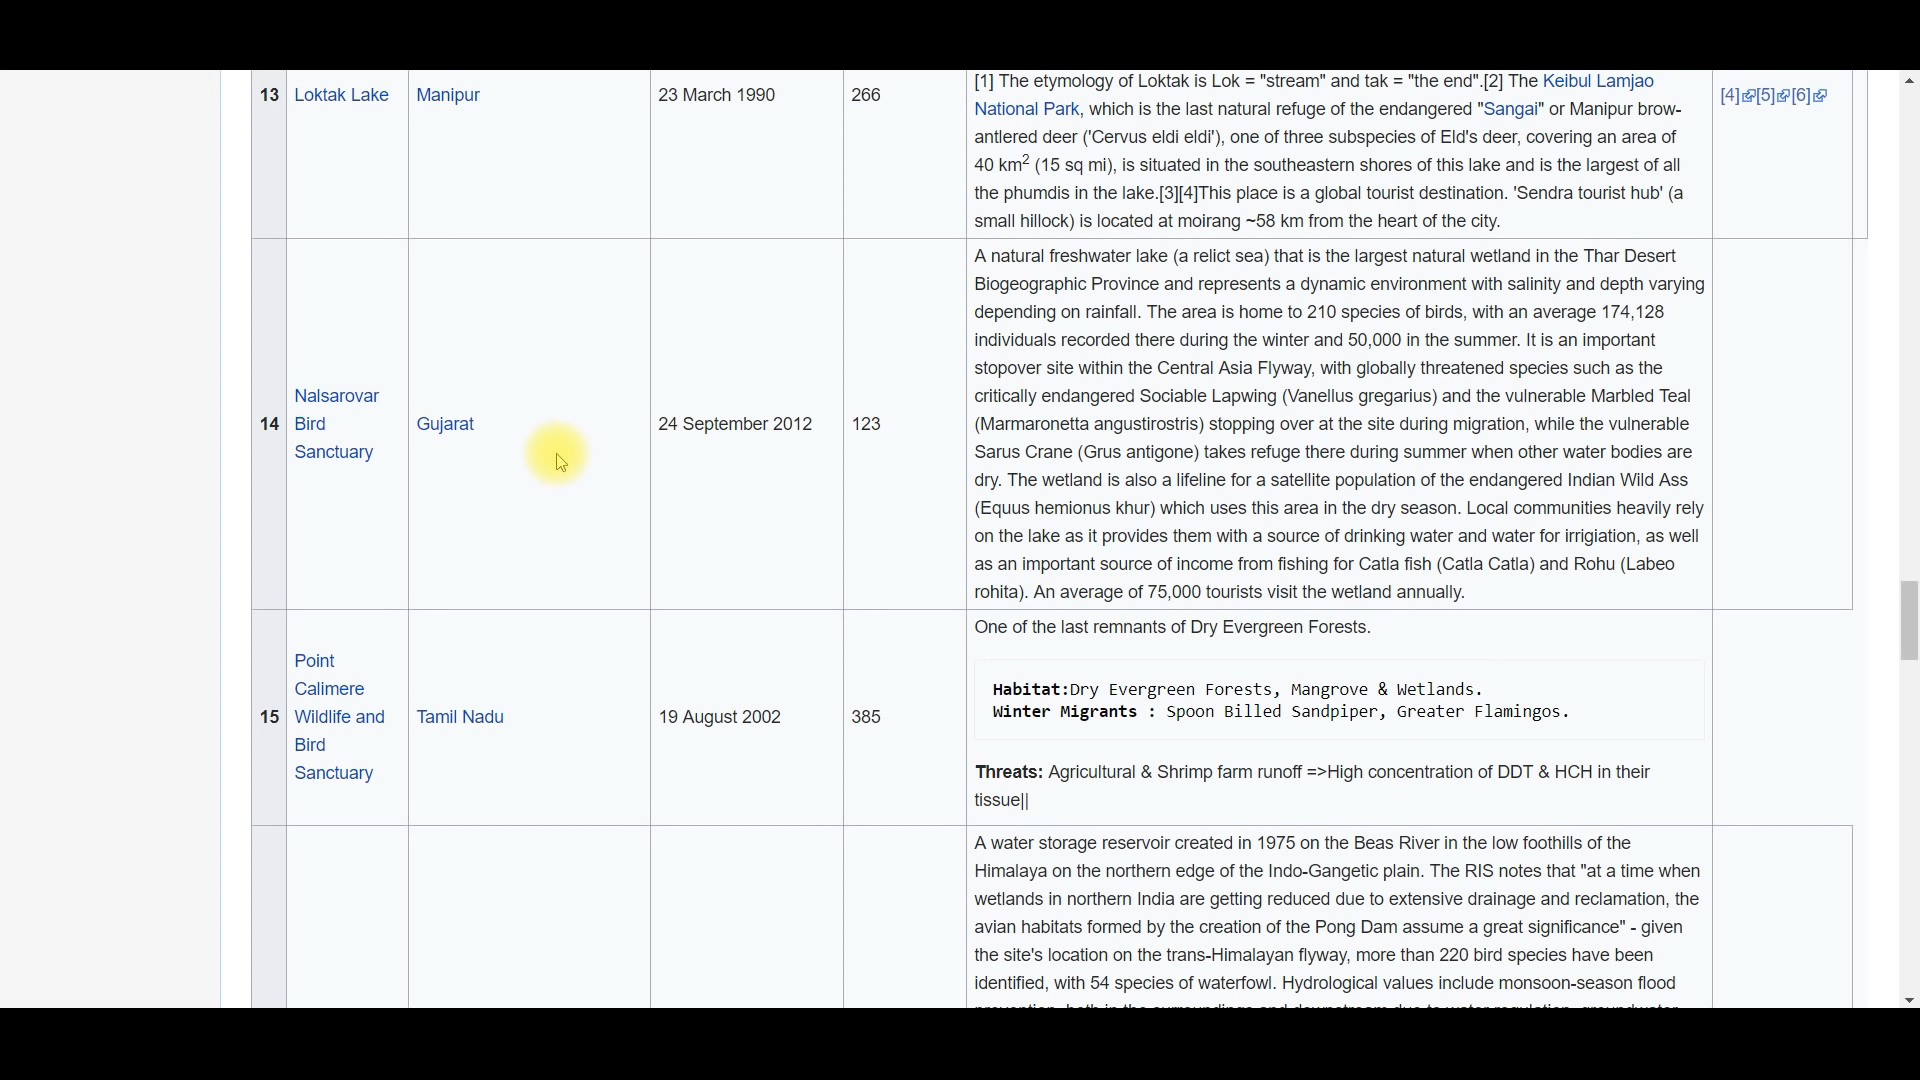 13 Loktak Lake Manipur 23 March 1990 266
[1] The etymology of Loktak is Lok = "stream" and tak = "the end".[2] The Keibul Lamjao
National Park, which is the last natural refuge of the endangered "Sangai" or Manipur brow-
antlered deer ('Cervus eldi eldi'), one of three subspecies of Eld's deer, covering an area of
40 km2 (15 sq mi), is situated in the southeastern shores of this lake and is the largest of all
the phumdis in the lake.[3][4]This place is a global tourist destination. 'Sendra tourist hub' (a
small hillock) is located at moirang ~58 km from the heart of the city.
[4][5][6]
14
Nalsarovar
Bird
Sanctuary
Gujarat
24 September 2012
123
A natural freshwater lake (a relict sea) that is the largest natural wetland in the Thar Desert
Biogeographic Province and represents a dynamic environment with salinity and depth varying
depending on rainfall. The area is home to 210 species of birds, with an average 174,128
individuals recorded there during the winter and 50,000 in the summer. It is an important
stopover site within the Central Asia Flyway, with globally threatened species such as the
critically endangered Sociable Lapwing (Vanellus gregarius) and the vulnerable Marbled Teal
(Marmaronetta angustirostris) stopping over at the site during migration, while the vulnerable
Sarus Crane (Grus antigone) takes refuge there during summer when other water bodies are
dry. The wetland is also a lifeline for a satellite population of the endangered Indian Wild Ass
(Equus hemionus khur) which uses this area in the dry season. Local communities heavily rely
on the lake as it provides them with a source of drinking water and water for irrigiation, as well
as an important source of income from fishing for Catla fish (Catla Catla) and Rohu (Labeo
rohita). An average of 75,000 tourists visit the wetland annually.
15
Point
Calimere
Wildlife and
Bird
Sanctuary
Tamil Nadu
19 August 2002
385
One of the last remnants of Dry Evergreen Forests.
Habitat:Dry Evergreen Forests, Mangrove & Wetlands.
Winter Migrants : Spoon Billed Sandpiper, Greater Flamingos.
Threats: Agricultural & Shrimp farm runoff =>High concentration of DDT & HCH in their
tissue||
A water storage reservoir created in 1975 on the Beas River in the low foothills of the
Himalaya on the northern edge of the Indo-Gangetic plain. The RIS notes that "at a time when
wetlands in northern India are getting reduced due to extensive drainage and reclamation, the
avian habitats formed by the creation of the Pong Dam assume a great significance" - given
the site's location on the trans-Himalayan flyway, more than 220 bird species have been
identified, with 54 species of waterfowl. Hydrological values include monsoon-season flood